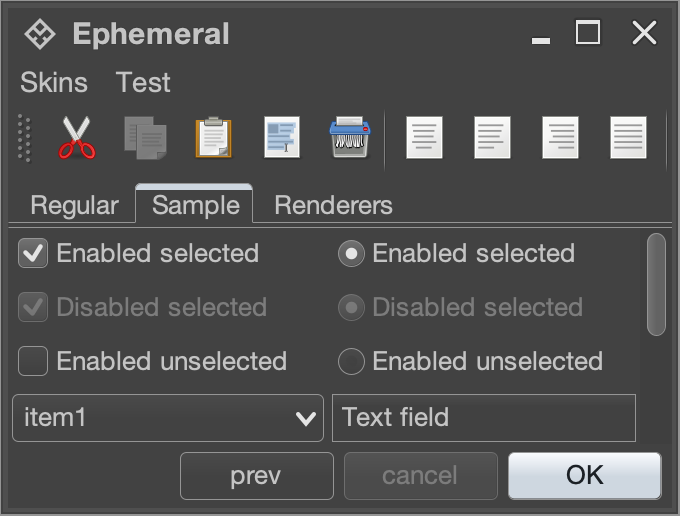 Ephemeral
Skins Test
Regular Sample Renderers
Enabled selected Enabled selected
Disabled selected Disabled selected
Enabled unselected Enabled unselected
item1 Text field
prev cancel OK